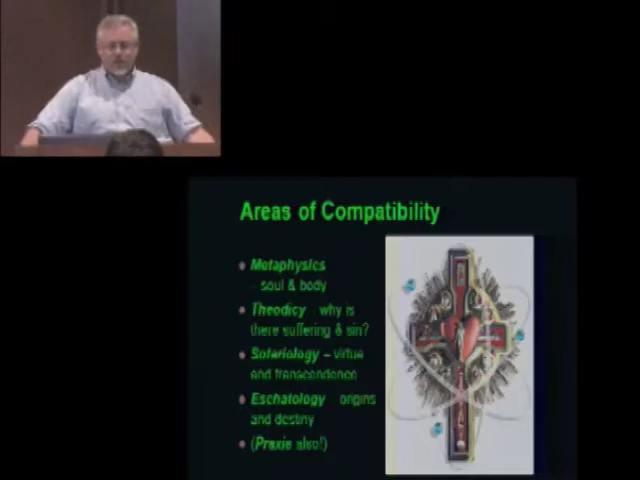 Areas of Compatibility
Metaphysics
– soul & body
Theodicy why is
there suffering & sin?
Soteriology – virtue
and transcendence
Eschatology origins
and destiny
(Praxis also!)